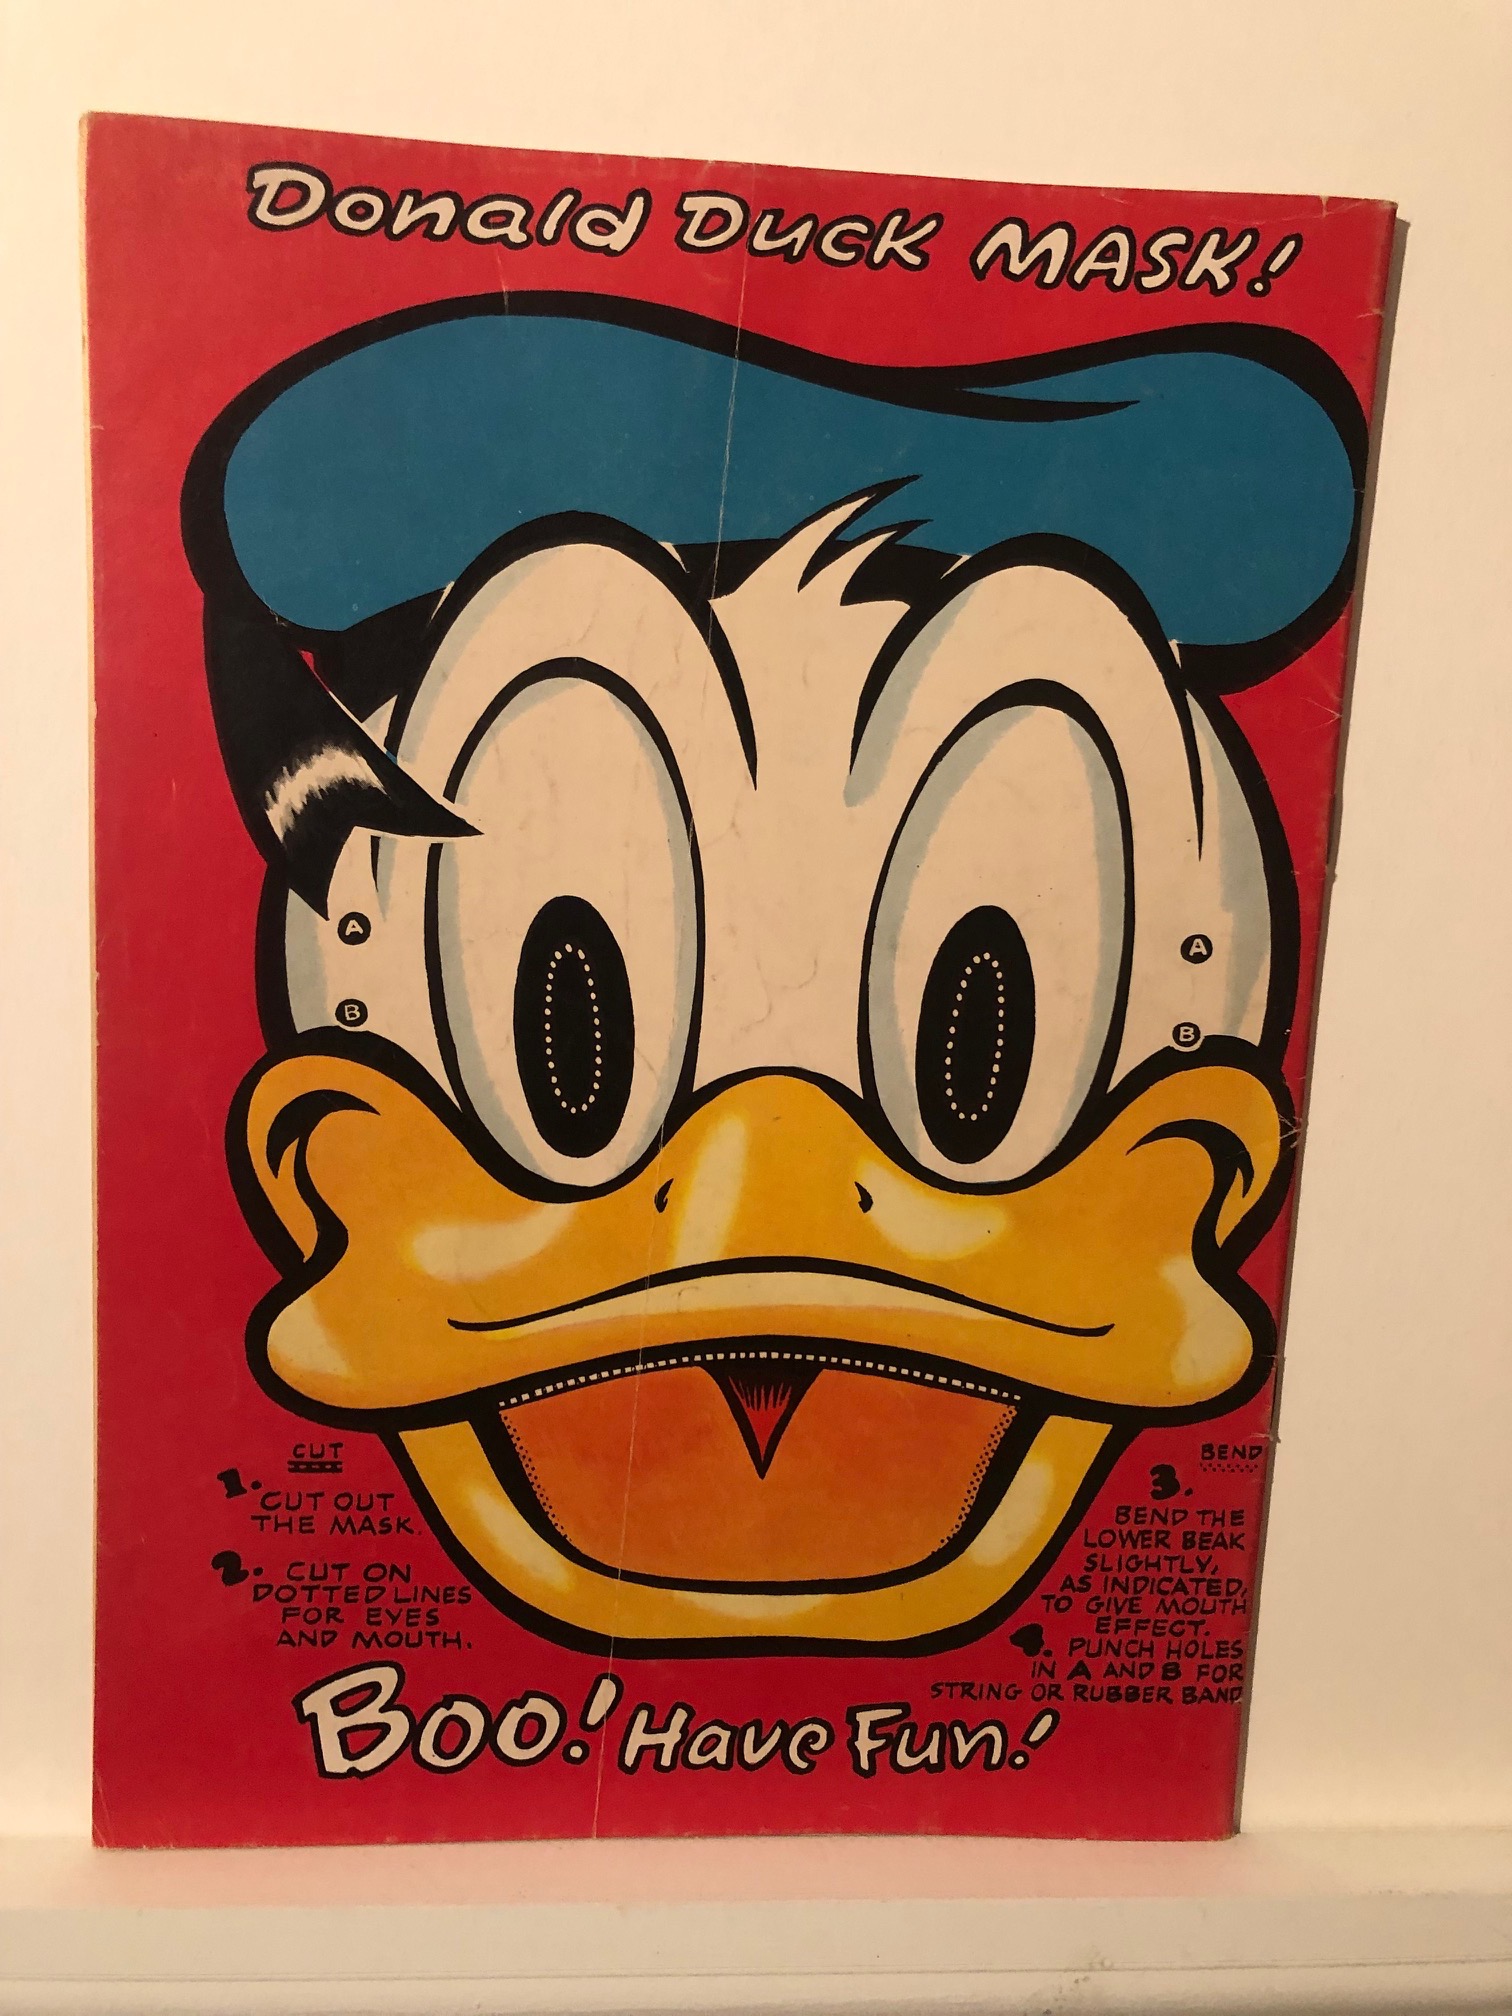 Donald Duck MASK!
A
A
B
B
CUT
1. CUT OUT
THE MASK.
2. CUT ON
DOTTED LINES
FOR EYES
AND MOUTH.
BEND
3.
BEND THE
LOWER BEAK
SLIGHTLY,
AS INDICATED,
TO GIVE MOUTH
EFFECT.
4. PUNCH HOLES
IN A AND B FOR
STRING OR RUBBER BAND
Boo! Have Fun!